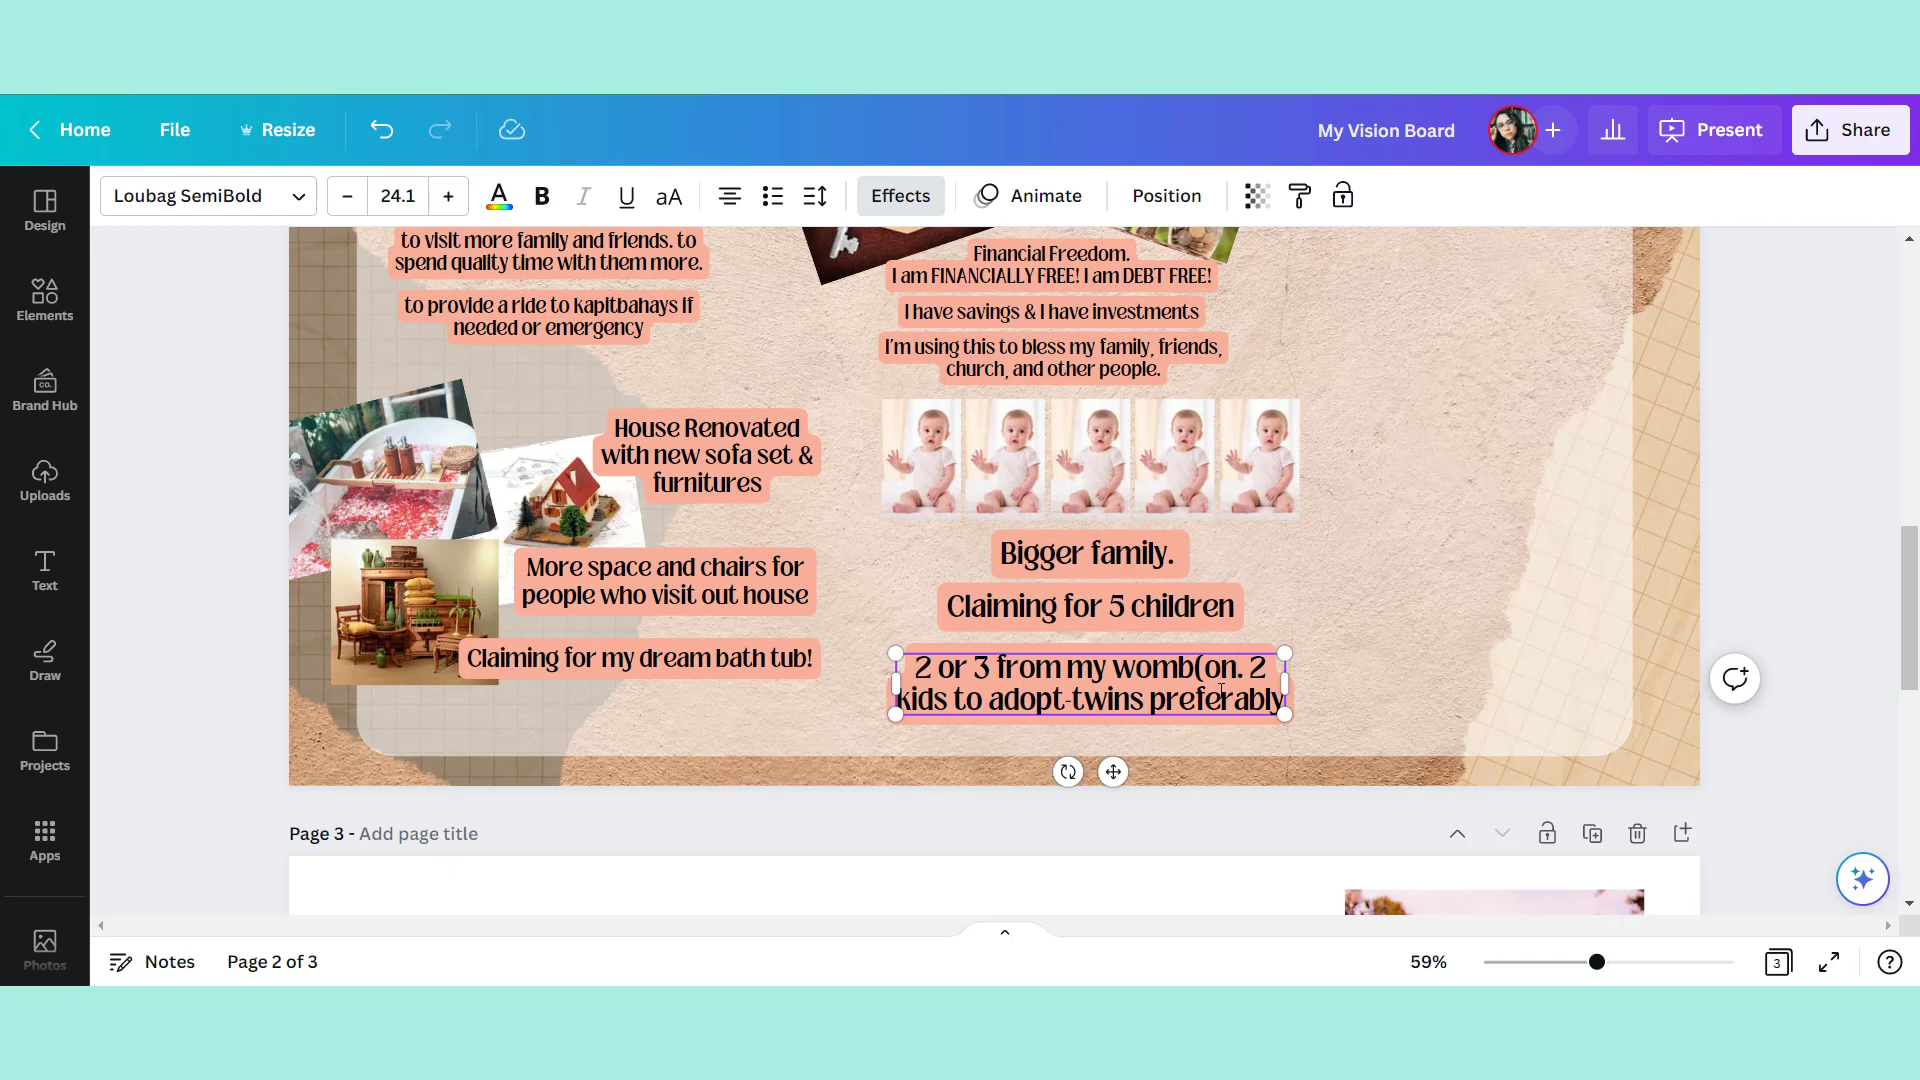 Home
File
Resize
My Vision Board
Present
Share
Loubag SemiBold
24.1
aA
Effects
Animate
Position
Design
Elements
Brand Hub
Uploads
Text
Draw
Projects
Apps
Photos
to visit more family and friends. to
spend quality time with them more.
to provide a ride to kapitbahays if
needed or emergency
House Renovated
with new sofa set &
furnitures
More space and chairs for
people who visit out house
Claiming for my dream bath tub!
Financial Freedom.
I am FINANCIALLY FREE! I am DEBT FREE!
I have savings & I have investments
I'm using this to bless my family, friends,
church, and other people.
Bigger family.
Claiming for 5 children
2 or 3 from my womb(on. 2
kids to adopt-twins preferably
Page 3 - Add page title
Notes
Page 2 of 3
59%
3